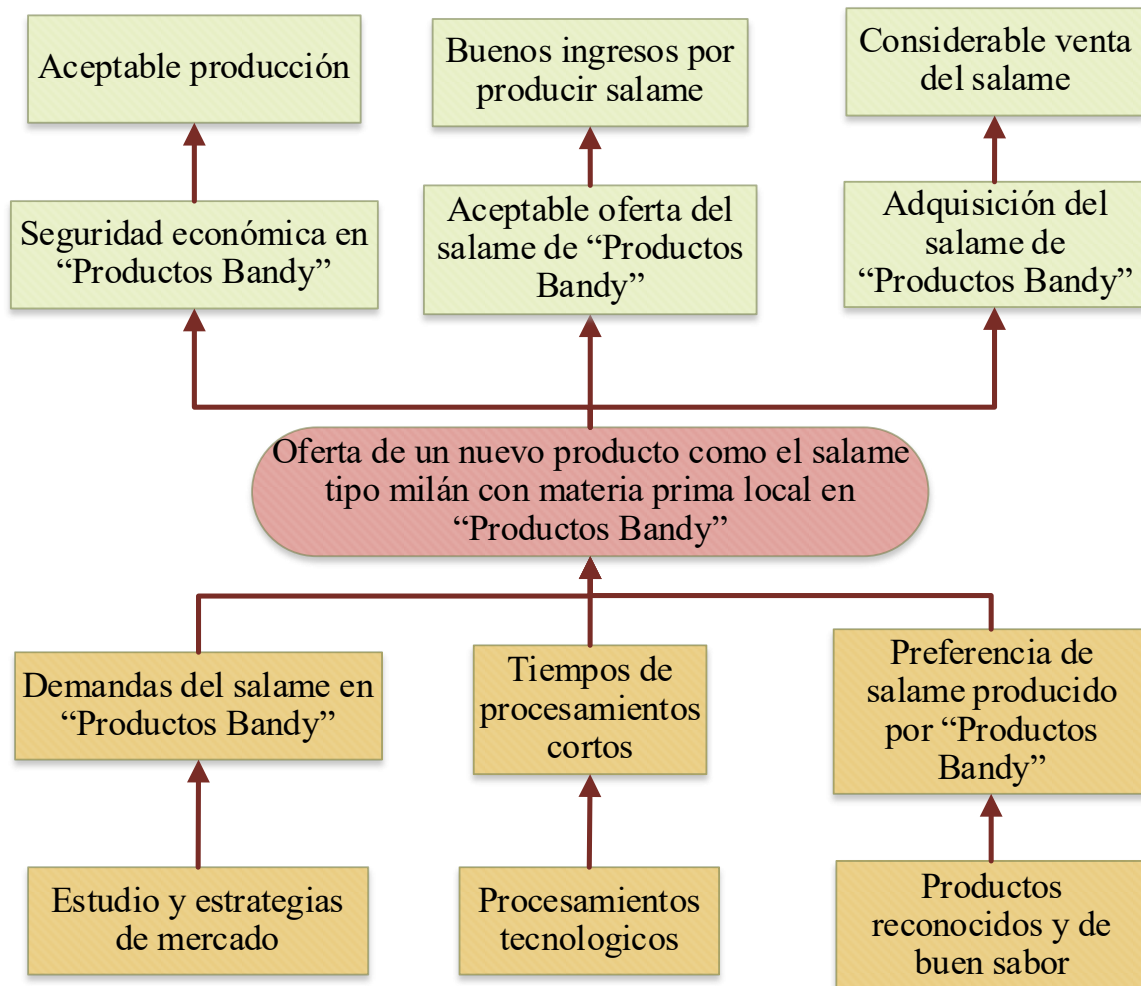 Aceptable producción
Buenos ingresos por
producir salame
Considerable venta
del salame
Seguridad económica en
“Productos Bandy”
Aceptable oferta del
salame de “Productos
Bandy”
Adquisición del
salame de
“Productos Bandy”
Oferta de un nuevo producto como el salame
tipo milán con materia prima local en
“Productos Bandy”
Demandas del salame en
“Productos Bandy”
Tiempos de
procesamientos
cortos
Preferencia de
salame producido
por “Productos
Bandy”
Estudio y estrategias
de mercado
Procesamientos
tecnologicos
Productos
reconocidos y de
buen sabor